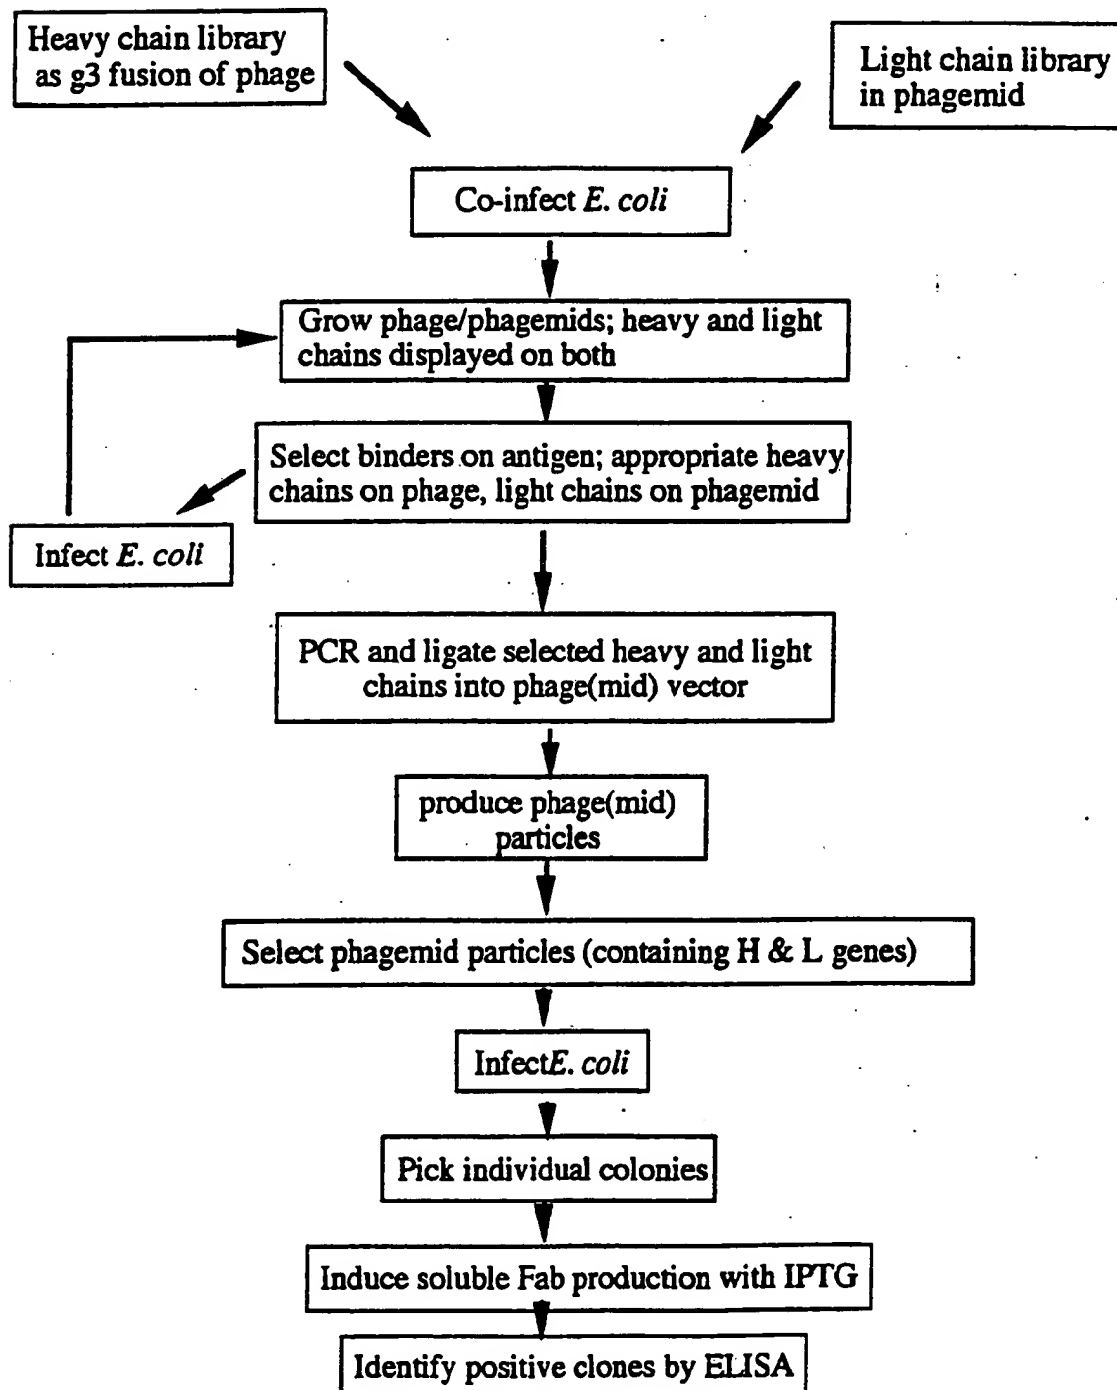 Heavy chain library
as g3 fusion of phage
Light chain library
in phagemid
Co-infect E. coli
Grow phage/phagemids; heavy and light
chains displayed on both
Select binders on antigen; appropriate heavy
chains on phage, light chains on phagemid
Infect E. coli
PCR and ligate selected heavy and light
chains into phage(mid) vector
produce phage(mid)
particles
Select phagemid particles (containing H & L genes)
InfectE. coli
Pick individual colonies
Induce soluble Fab production with IPTG
Identify positive clones by ELISA